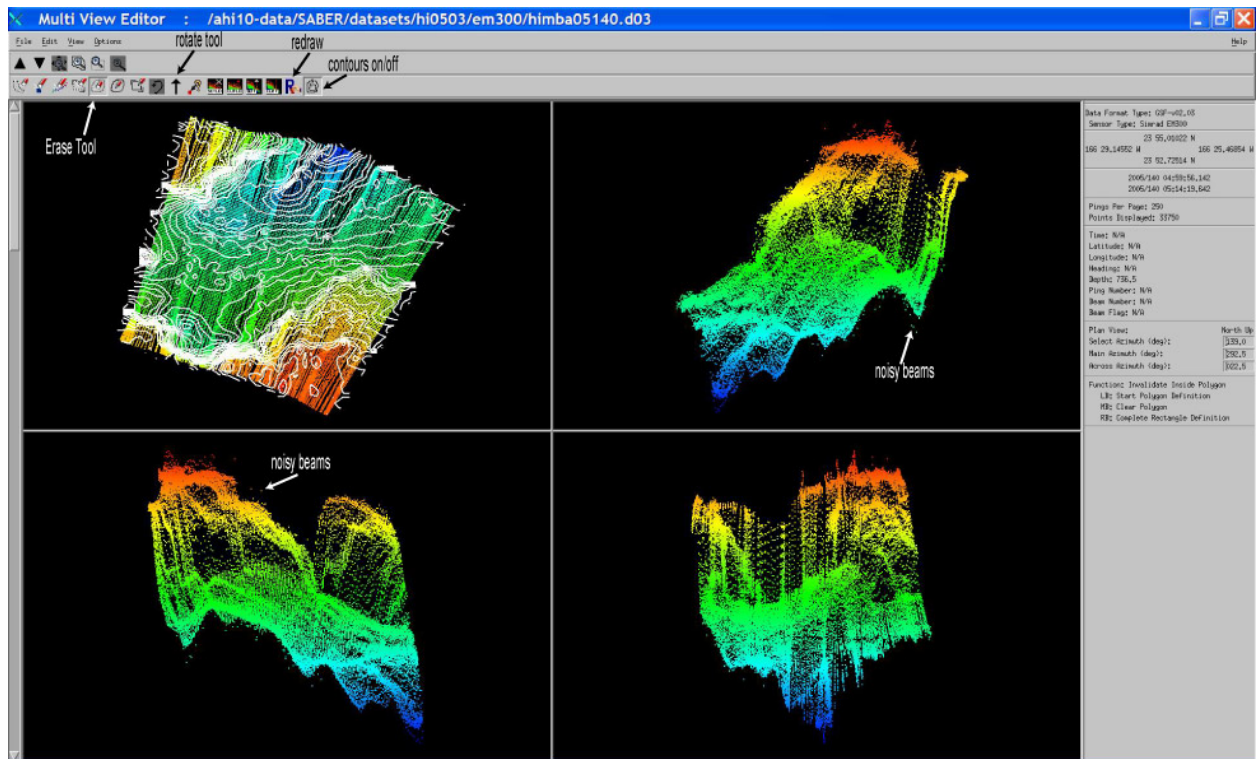 Multi View Editor : /ahi10-data/SABER/datasets/hi0503/em300/himba05140.d03
File Edit View Options
Help
rotate tool
redraw
contours on/off
Erase Tool
noisy beams
noisy beams
Data Format Type: GSF-v02.03
Sensor Type: Simrad EM300
23 55.01022 N
166 29.14552 W 166 25.46854 W
23 52.72514 N
2005/140 04:59:56.142
2005/140 05:14:19.642
Pings Per Page: 250
Points Displayed: 33750
Time: N/A
Latitude: N/A
Longitude: N/A
Heading: N/A
Depth: 736.5
Ping Number: N/A
Beam Number: N/A
Beam Flag: N/A
Plan View: North Up
Select Azimuth (deg):
Main Azimuth (deg): 292.5
Across Azimuth (deg): 022.5
Function: Invalidate Inside Polygon
LB: Start Polygon Definition
MB: Clear Polygon
RB: Complete Rectangle Definition